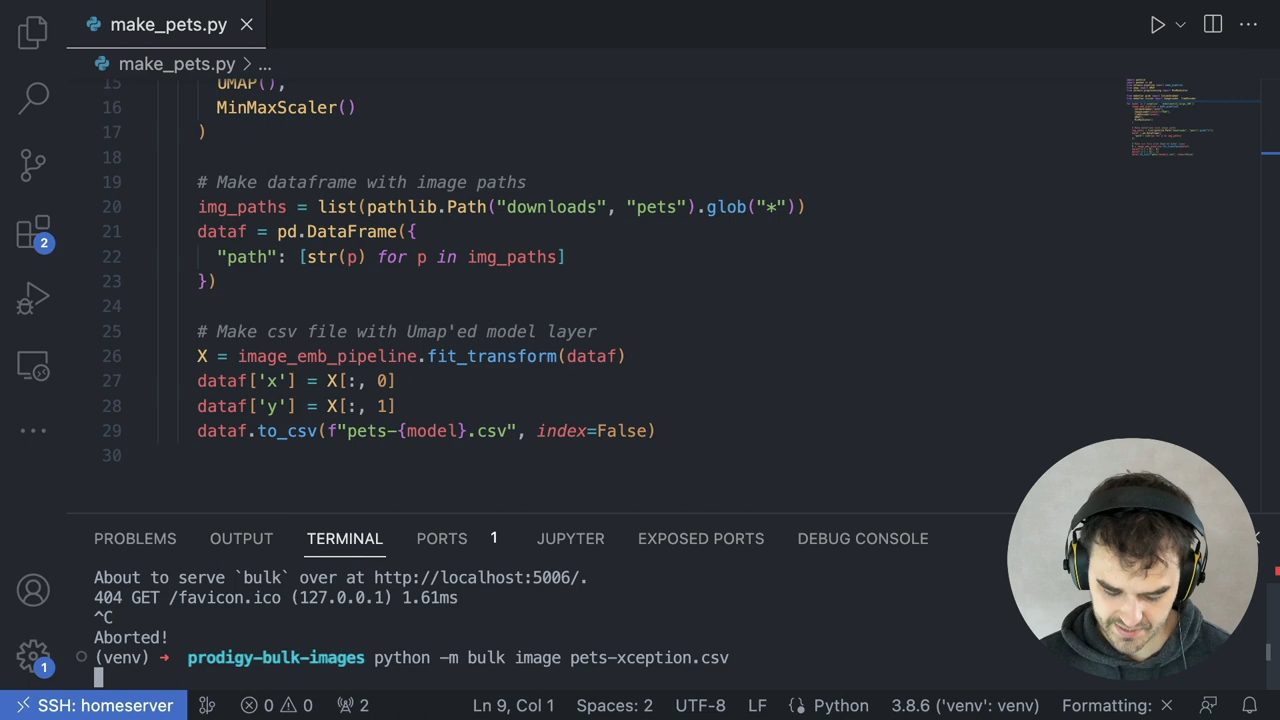 make_pets.py
make_pets.py > ...
15 UMAP(),
16 MinMaxScaler()
17 )
18
19 # Make dataframe with image paths
20 img_paths = list(pathlib.Path("downloads", "pets").glob("*"))
21 dataf = pd.DataFrame({
22 "path": [str(p) for p in img_paths]
23 })
24
25 # Make csv file with Umap'ed model layer
26 X = image_emb_pipeline.fit_transform(dataf)
27 dataf['x'] = X[:, 0]
28 dataf['y'] = X[:, 1]
29 dataf.to_csv(f"pets-{model}.csv", index=False)
30
2
PROBLEMS OUTPUT TERMINAL PORTS 1 JUPYTER EXPOSED PORTS DEBUG CONSOLE
About to serve `bulk` over at http://localhost:5006/.
404 GET /favicon.ico (127.0.0.1) 1.61ms
^C
Aborted!
(venv) → prodigy-bulk-images python -m bulk image pets-xception.csv
1
SSH: homeserver 0 0 2 Ln 9, Col 1 Spaces: 2 UTF-8 LF Python 3.8.6 ('venv': venv) Formatting: ×